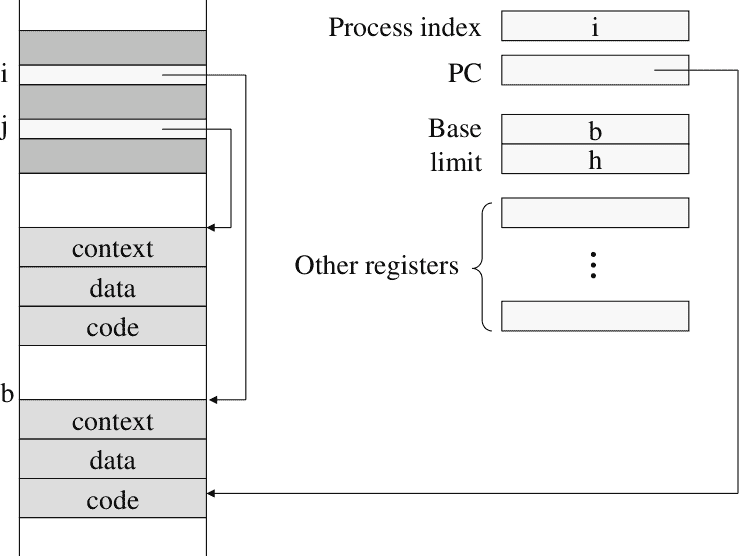 i
j
context
data
code
b
context
data
code
Process index
i
PC
Base
b
limit
h
Other registers